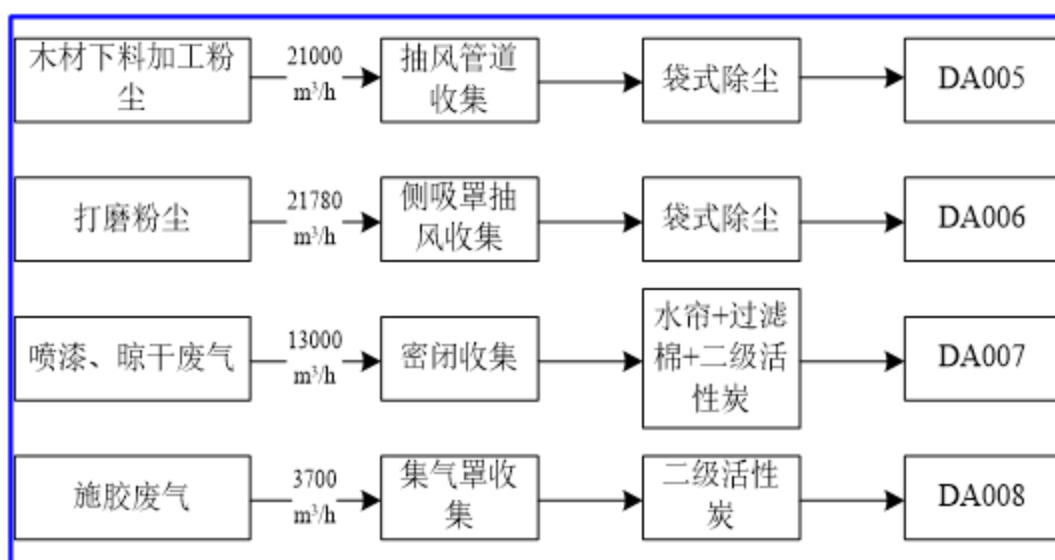 木材下料加工粉
尘
21000
m³/h
抽风管道
收集
袋式除尘
DA005
打磨粉尘
21780
m³/h
侧吸罩抽
风收集
袋式除尘
DA006
喷漆、晾干废气
13000
m³/h
密闭收集
水帘+过滤
棉+二级活
性炭
DA007
施胶废气
3700
m³/h
集气罩收
集
二级活性
炭
DA008